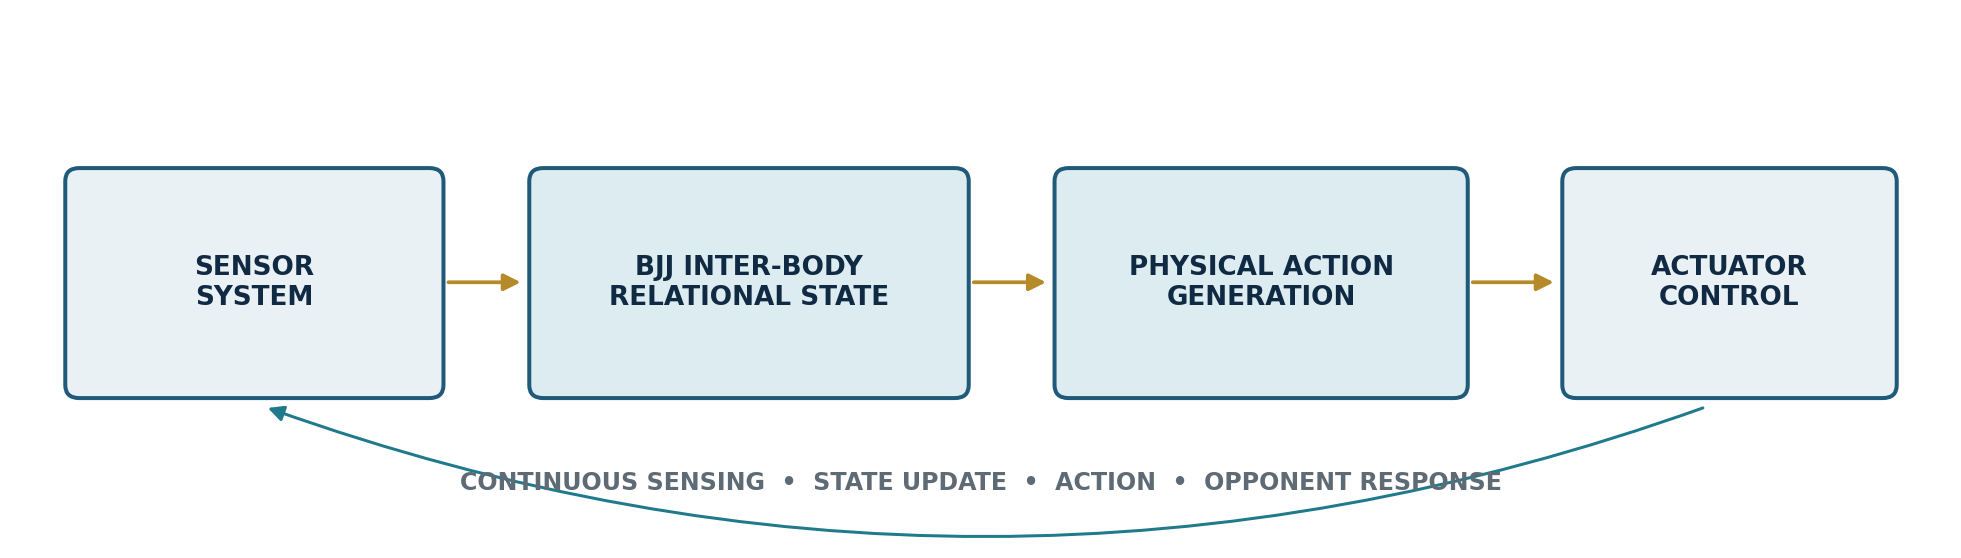 SENSOR
SYSTEM
BJJ INTER-BODY
RELATIONAL STATE
PHYSICAL ACTION
GENERATION
ACTUATOR
CONTROL
CONTINUOUS SENSING • STATE UPDATE • ACTION • OPPONENT RESPONSE